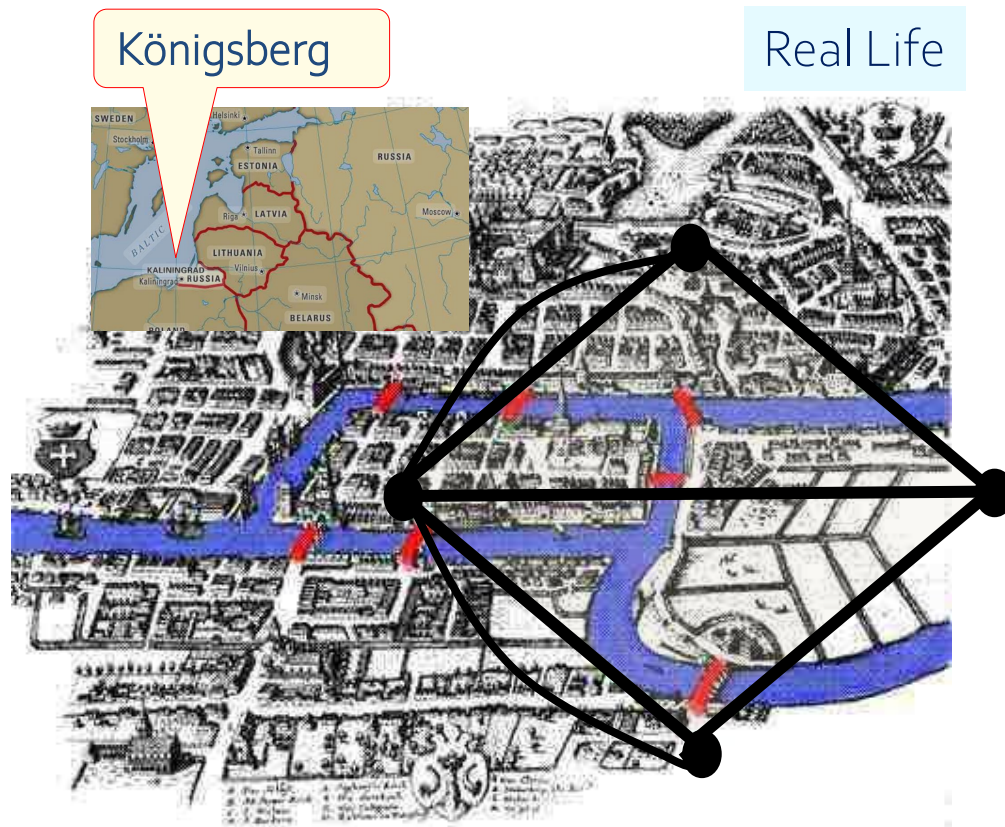 Königsberg
Real Life
SWEDEN
Helsinki
Stockholm
Tallinn
ESTONIA
RUSSIA
Riga
LATVIA
Moscow
BALTIC
LITHUANIA
KALININGRAD
Vilnius
Kaliningrad
RUSSIA
Minsk
BELARUS
POLAND